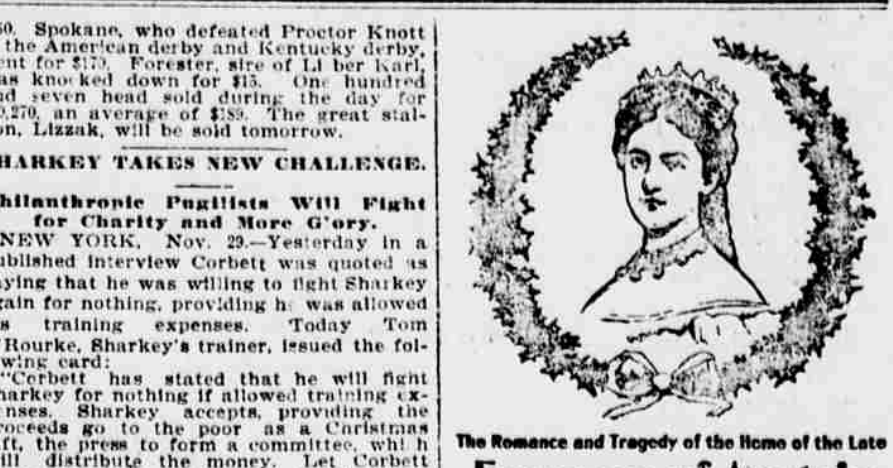 50. Spokane, who defeated Proctor Knott
the American derby and Kentucky derby,
ent for $170. Forester, sire of Li ber Karl,
as knocked down for $15. One hundred
nd seven head sold during the day for
0,270, an average of $189. The great stal-
on, Lizzak, will be sold tomorrow.
HARKEY TAKES NEW CHALLENGE.
hilanthropic Pugilists Will Fight
for Charity and More G'ory.
NEW YORK, Nov. 29.—Yesterday in a
ublished interview Corbett was quoted as
aying that he was willing to fight Sharkey
gain for nothing, providing h was allowed
s training expenses. Today Tom
'Rourke, Sharkey's trainer, issued the fol-
wing card:
"Corbett has stated that he will fight
harkey for nothing if allowed training ex-
enses. Sharkey accepts, providing the
roceeds go to the poor as a Christmas
ift, the press to form a committee, whi h
ill distribute the money. Let Corbett
The Romance and Tragedy of the Home of the Late